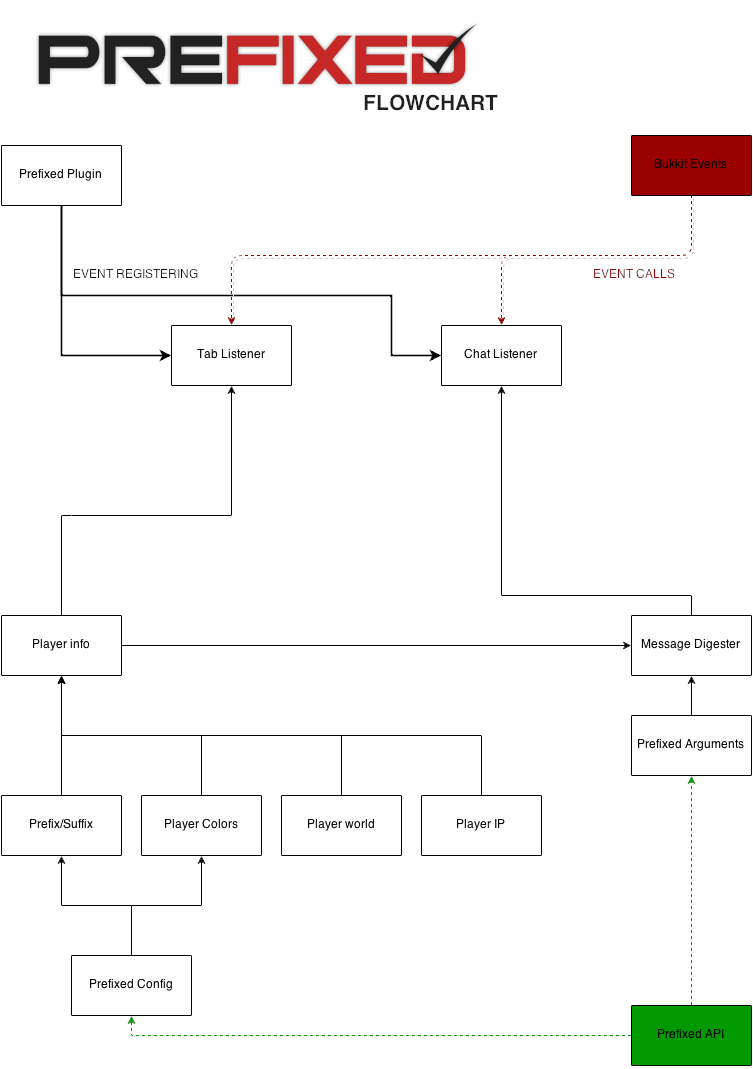 PREFIXED
FLOWCHART
Prefixed Plugin
Bukkit Events
EVENT REGISTERING
EVENT CALLS
Tab Listener
Chat Listener
Player info
Message Digester
Prefixed Arguments
Prefix/Suffix
Player Colors
Player world
Player IP
Prefixed Config
Prefixed API